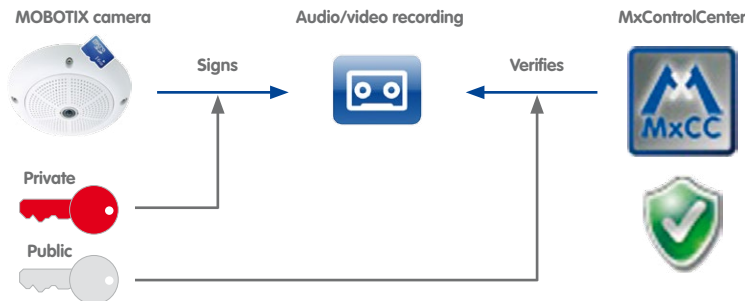 MOBOTIX camera
Audio/video recording
MxControlCenter
Signs
Verifies
MxCC
Private
Public